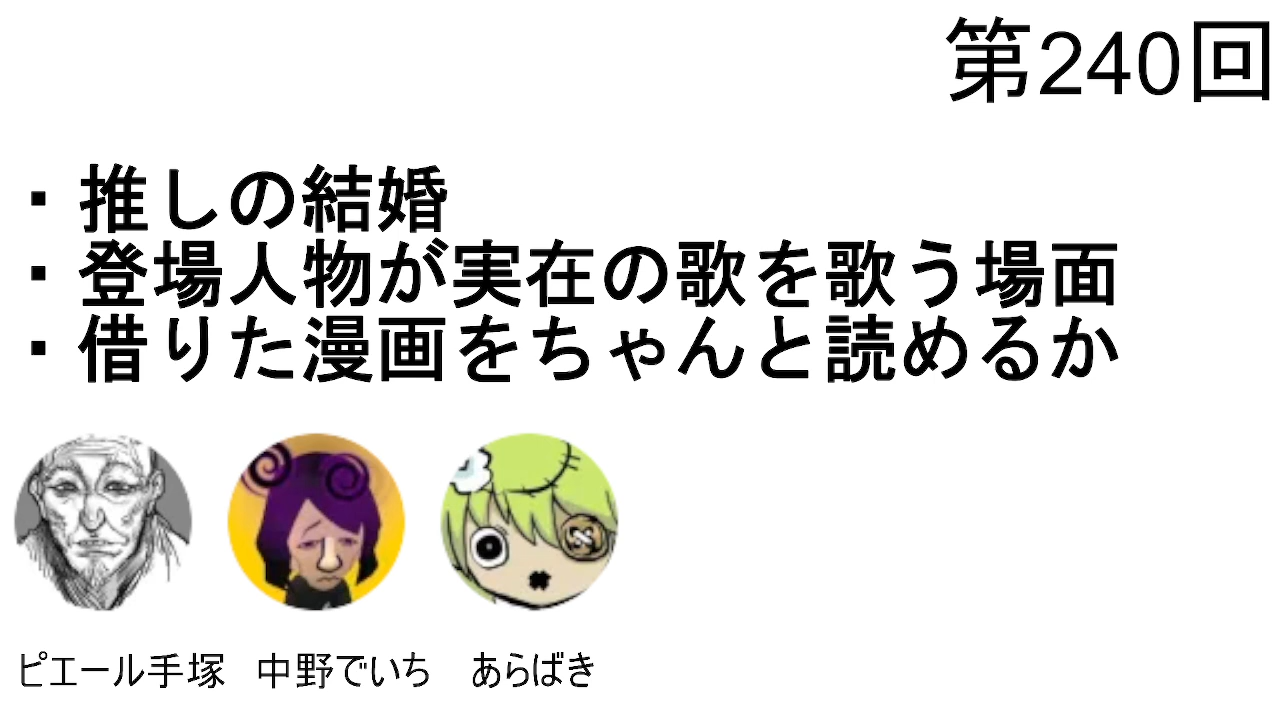 第240回
・推しの結婚
・登場人物が実在の歌を歌う場面
・借りた漫画をちゃんと読めるか
ピエール手塚 中野でいち あらばき